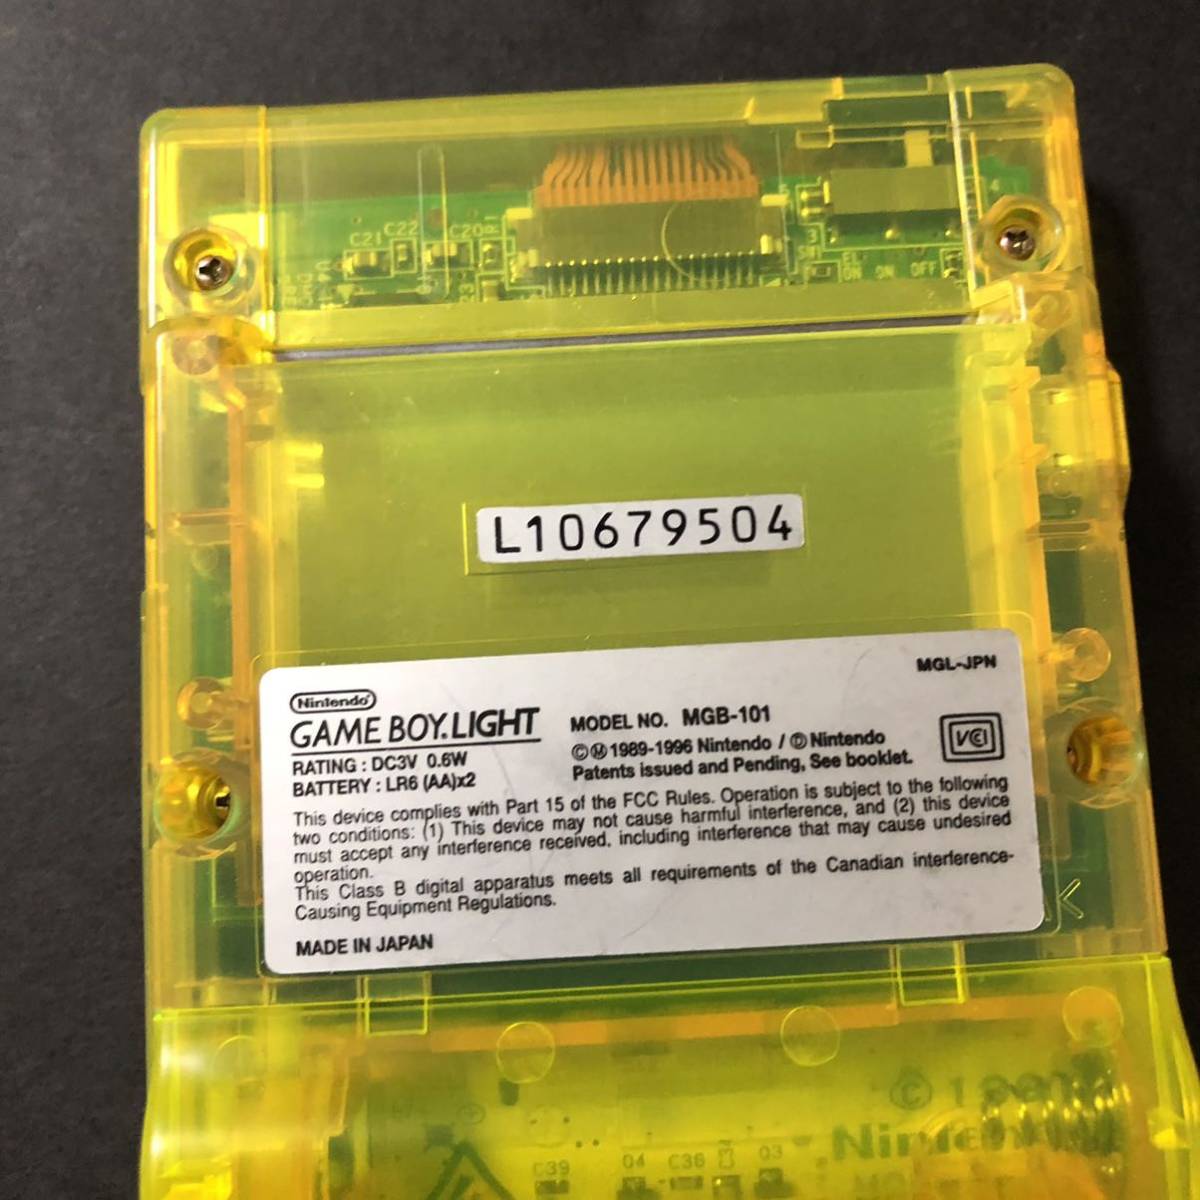 C21
C22
C20
EL
ON
ON
OFF
L10679504
MGL-JPN
Nintendo
GAME BOY.LIGHT
MODEL NO. MGB-101
RATING : DC3V 0.6W
BATTERY : LR6 (AA)x2
©Ⓜ1989-1996 Nintendo / Ⓓ Nintendo
Patents issued and Pending, See booklet.
VCI
This device complies with Part 15 of the FCC Rules. Operation is subject to the following
two conditions: (1) This device may not cause harmful interference, and (2) this device
must accept any interference received, including interference that may cause undesired
operation.
This Class B digital apparatus meets all requirements of the Canadian interference-
Causing Equipment Regulations.
MADE IN JAPAN
Nintendo
C39
04
C36
03